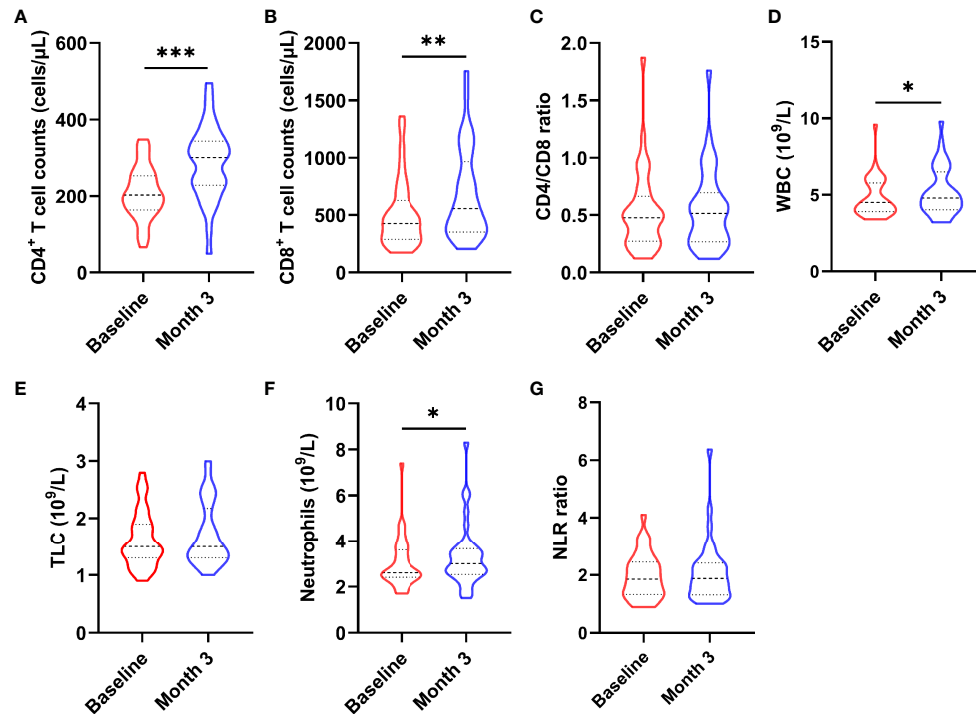 A
CD4⁺ T cell counts (cells/μL)
600
400
200
0
***
Baseline
Month 3
B
CD8⁺ T cell counts (cells/μL)
2000
1500
1000
500
0
**
Baseline
Month 3
C
CD4/CD8 ratio
2.0
1.5
1.0
0.5
0.0
Baseline
Month 3
D
WBC (10⁹/L)
15
10
5
0
*
Baseline
Month 3
E
TLC (10⁹/L)
4
3
2
1
0
Baseline
Month 3
F
Neutrophils (10⁹/L)
10
8
6
4
2
0
*
Baseline
Month 3
G
NLR ratio
8
6
4
2
0
Baseline
Month 3